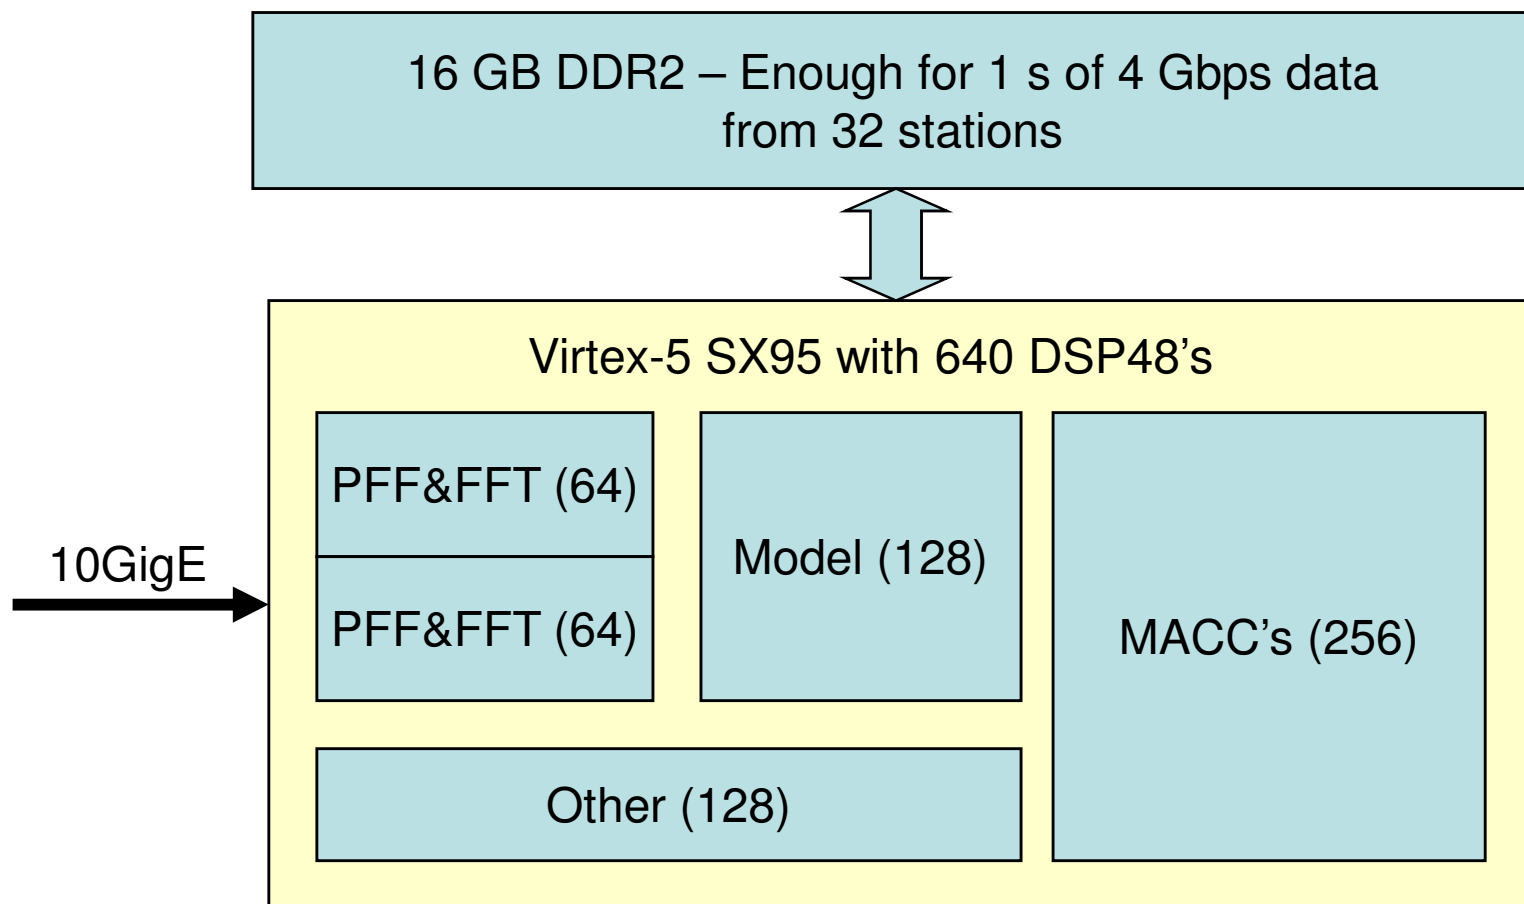 16 GB DDR2 – Enough for 1 s of 4 Gbps data
from 32 stations
Virtex-5 SX95 with 640 DSP48’s
PFF&FFT (64)
Model (128)
10GigE
PFF&FFT (64)
MACC’s (256)
Other (128)